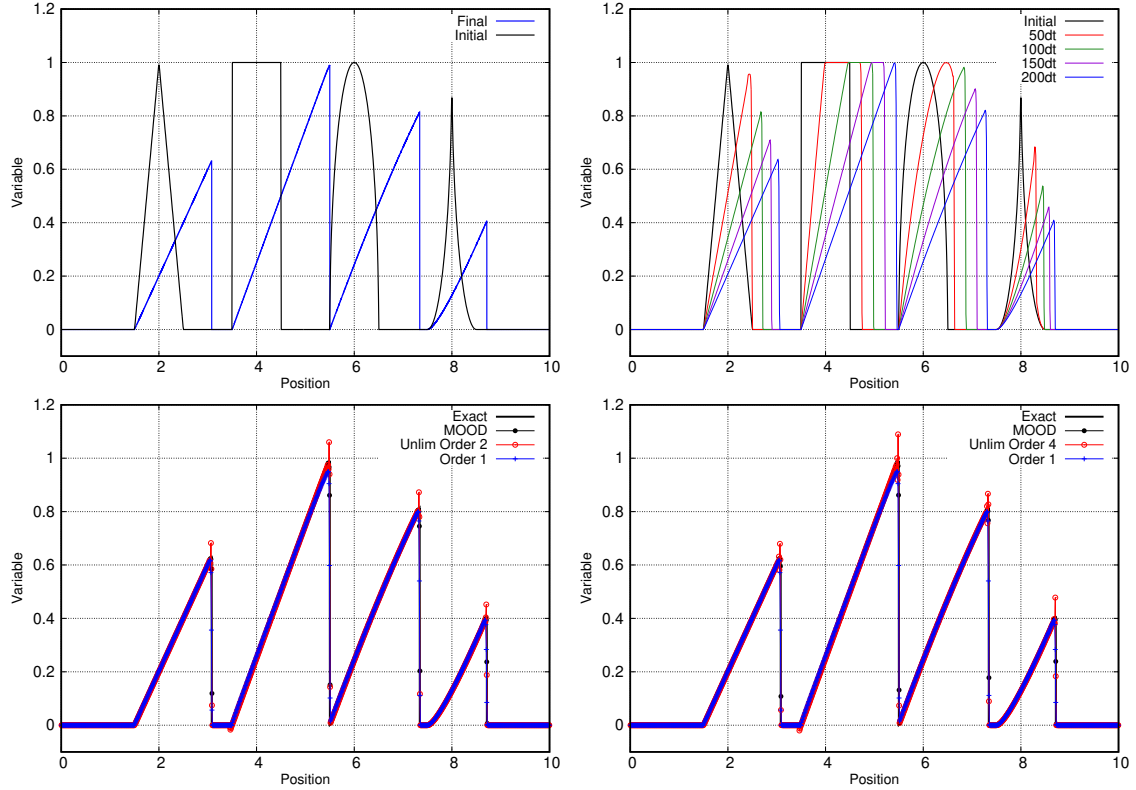 1.2
1
0.8
0.6
0.4
0.2
0
0 2 4 6 8 10
Variable
Position
Final
Initial
1.2
1
0.8
0.6
0.4
0.2
0
0 2 4 6 8 10
Variable
Position
Initial
50dt
100dt
150dt
200dt
1.2
1
0.8
0.6
0.4
0.2
0
0 2 4 6 8 10
Variable
Position
Exact
MOOD
Unlim Order 2
Order 1
1.2
1
0.8
0.6
0.4
0.2
0
0 2 4 6 8 10
Variable
Position
Exact
MOOD
Unlim Order 4
Order 1